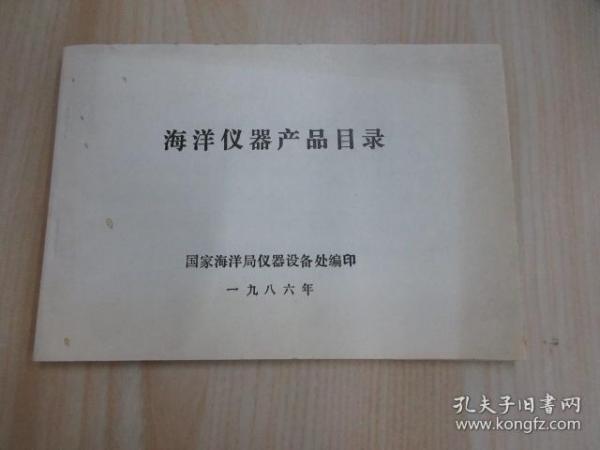 海洋仪器产品目录
国家海洋局仪器设备处编印
一九八六年
孔夫子旧书网
www.kongfz.com